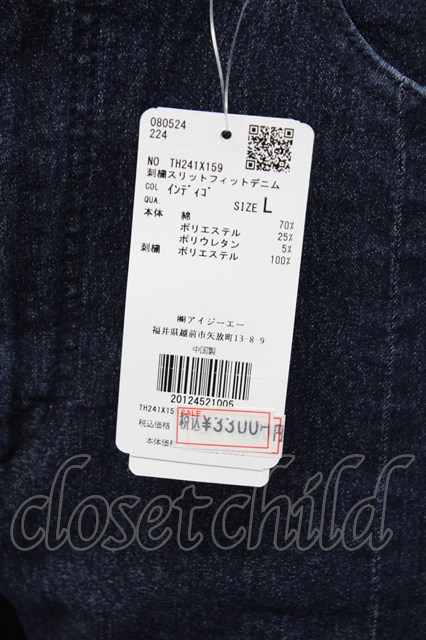 080524
224
NO TH241X159
刺繍スリットフィットデニム
COL インディゴ
QUA. SIZE L
本体 綿 70%
ポリエステル 25%
ポリウレタン 5%
刺繍 ポリエステル 100%
㈱アイジーエー
福井県越前市矢放町13-8-9
中国製
20124521005
TH241X15
SALE
税込価格 税込¥3300円
本体価
closetchild